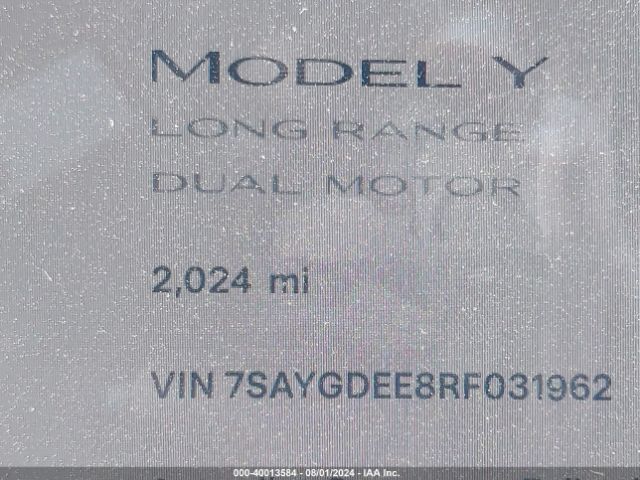 MODEL Y
LONG RANGE
DUAL MOTOR
2,024 mi
VIN 7SAYGDEE8RF031962
000-40013584 - 08/01/2024 - IAA Inc.